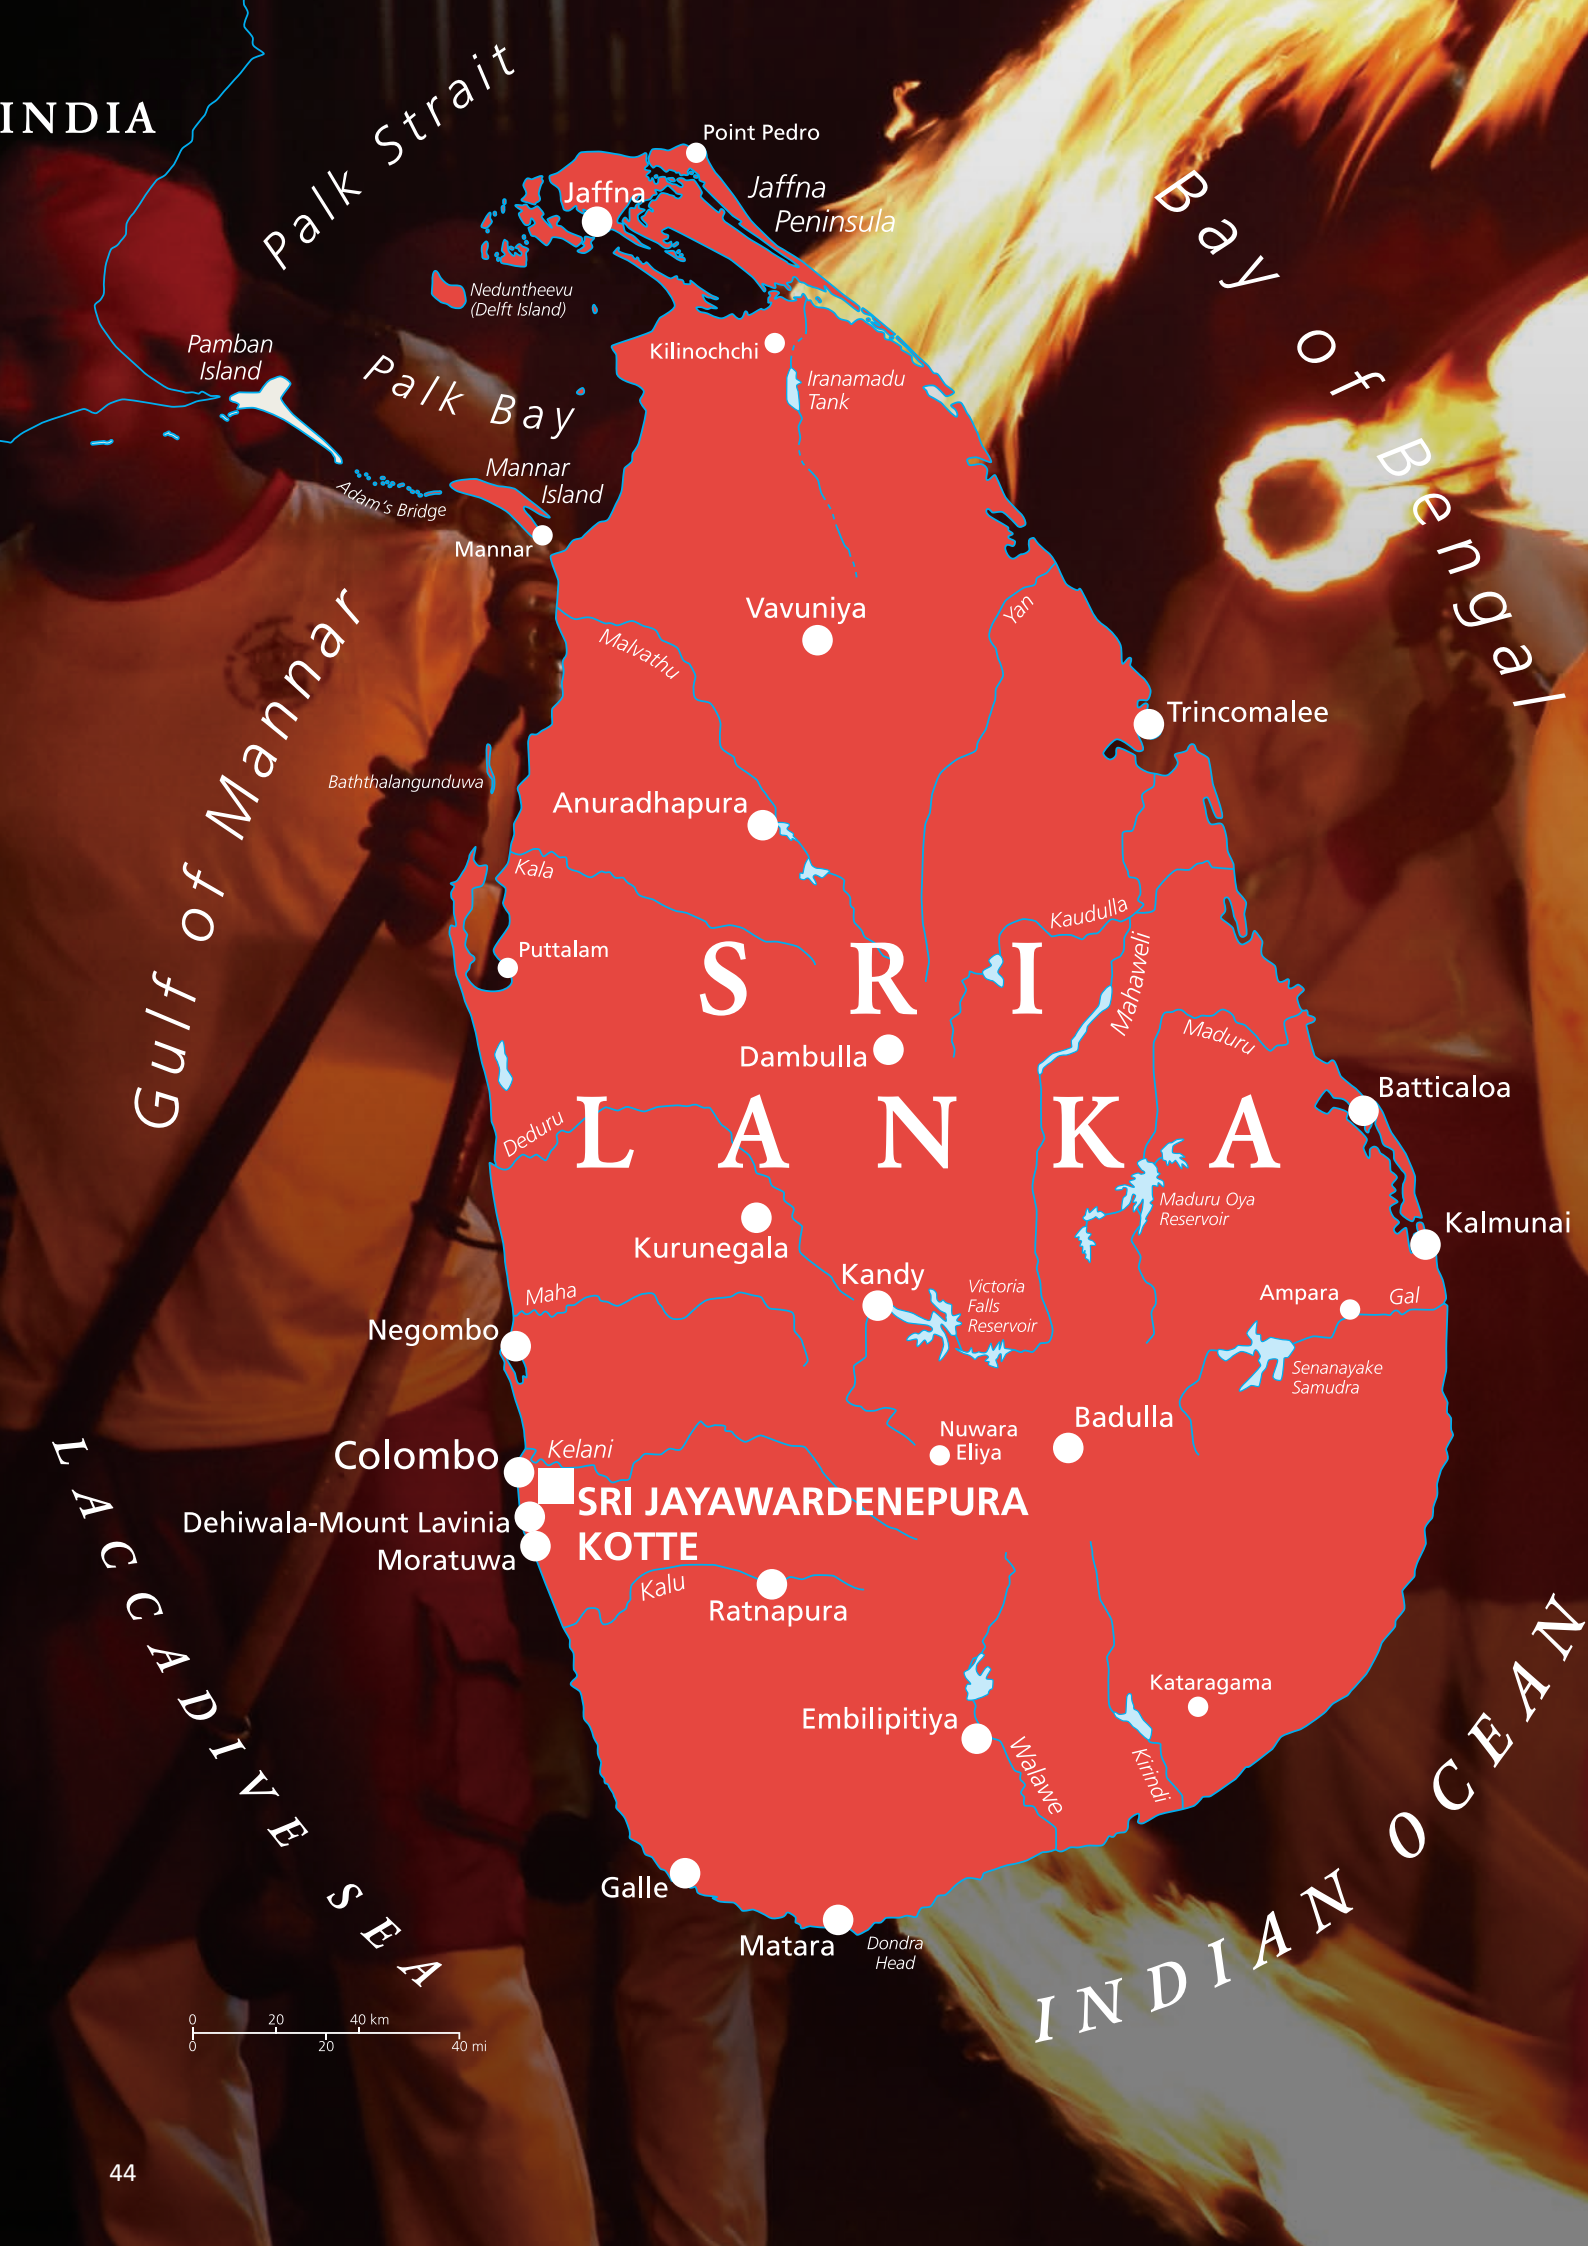 INDIA
Palk Strait
Point Pedro
Jaffna
Peninsula
Jaffna
Bay of Bengal
Neduntheevu
(Delft Island)
Pamban
Island
Palk Bay
Kilinochchi
Iranamadu
Tank
Mannar
Island
Adam's Bridge
Mannar
Gulf of Mannar
Vavuniya
Yan
Malvathu
Trincomalee
Baththalangunduwa
Anuradhapura
Kala
Kaudulla
Puttalam
SRI
Mahaweli
Maduru
Dambulla
Batticaloa
LANKA
Deduru
Maduru Oya
Reservoir
Kalmunai
Kurunegala
Kandy
Victoria
Falls
Reservoir
Ampara
Gal
Maha
Negombo
Senanayake
Samudra
Badulla
Nuwara
Eliya
Colombo
Kelani
SRI JAYAWARDENEPURA
KOTTE
Dehiwala-Mount Lavinia
Moratuwa
LACCADIVE SEA
Kalu
Ratnapura
Kataragama
Embilipitiya
Walawe
Kirindi
INDIAN OCEAN
Galle
Matara
Dondra
Head
0 20 40 km
0 20 40 mi
44